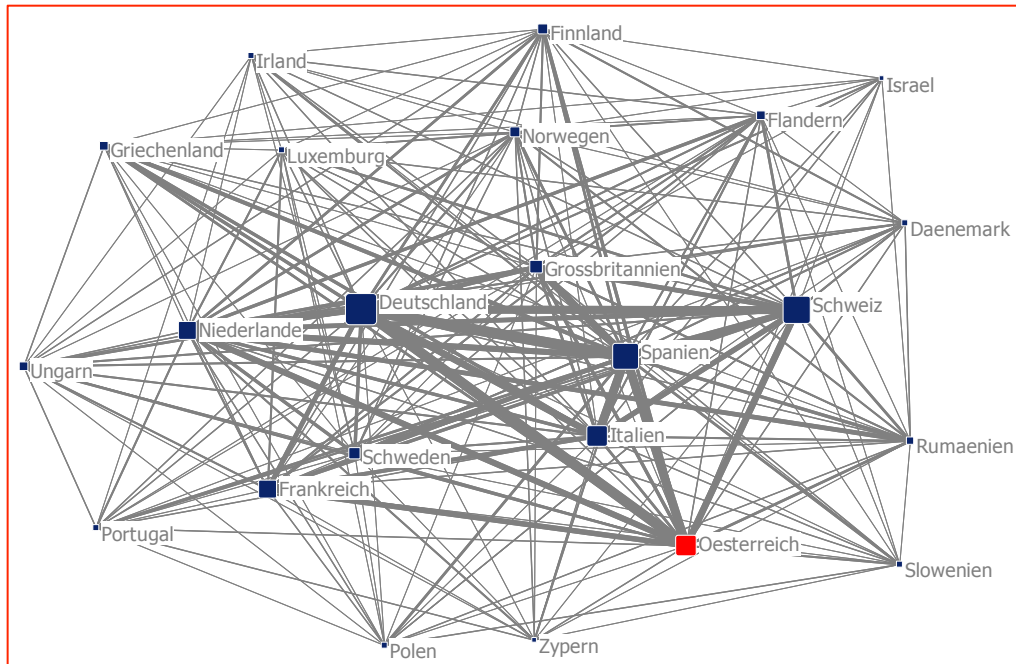 Finnland
Irland
Israel
Flandern
Norwegen
Griechenland
Luxemburg
Daenemark
Grossbritannien
Deutschland
Schweiz
Niederlande
Spanien
Ungarn
Italien
Rumaenien
Schweden
Frankreich
Portugal
Oesterreich
Slowenien
Zypern
Polen